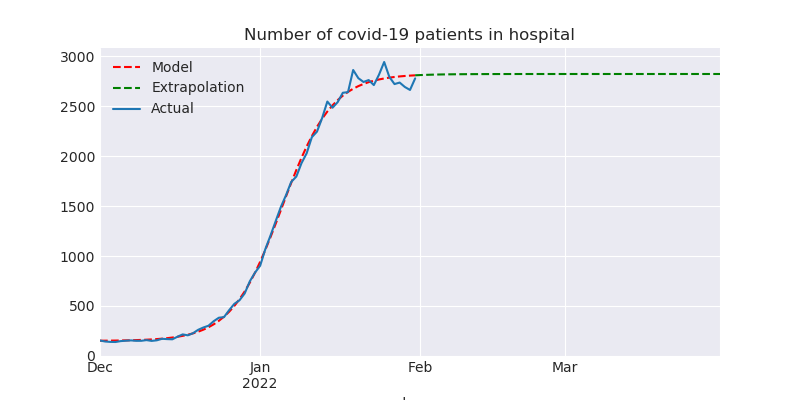 Number of covid-19 patients in hospital
3000
2500
2000
1500
1000
500
0
Model
Extrapolation
Actual
Dec Jan Feb Mar
2022